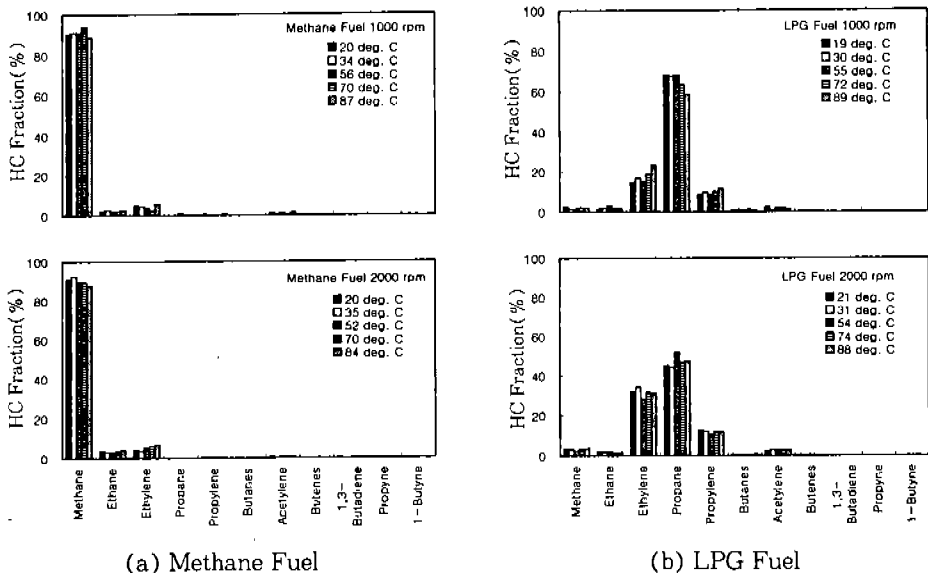 Methane Fuel 1000 rpm
20 deg. C
34 deg. C
56 deg. C
70 deg. C
87 deg. C
HC Fraction(%)
100
80
60
40
20
0
Methane Fuel 2000 rpm
20 deg. C
35 deg. C
52 deg. C
70 deg. C
84 deg. C
HC Fraction(%)
100
80
60
40
20
0
Methane
Ethane
Ethylene
Propane
Propylene
Butanes
Acetylene
Butenes
1,3-
Butadiene
Propyne
1-Butyne
(a) Methane Fuel
LPG Fuel 1000 rpm
19 deg. C
30 deg. C
55 deg. C
72 deg. C
89 deg. C
HC Fraction(%)
100
80
60
40
20
0
LPG Fuel 2000 rpm
21 deg. C
31 deg. C
54 deg. C
74 deg. C
88 deg. C
HC Fraction(%)
100
80
60
40
20
0
Methane
Ethane
Ethylene
Propane
Propylene
Butanes
Acetylene
Butenes
1,3-
Butadiene
Propyne
1-Butyne
(b) LPG Fuel